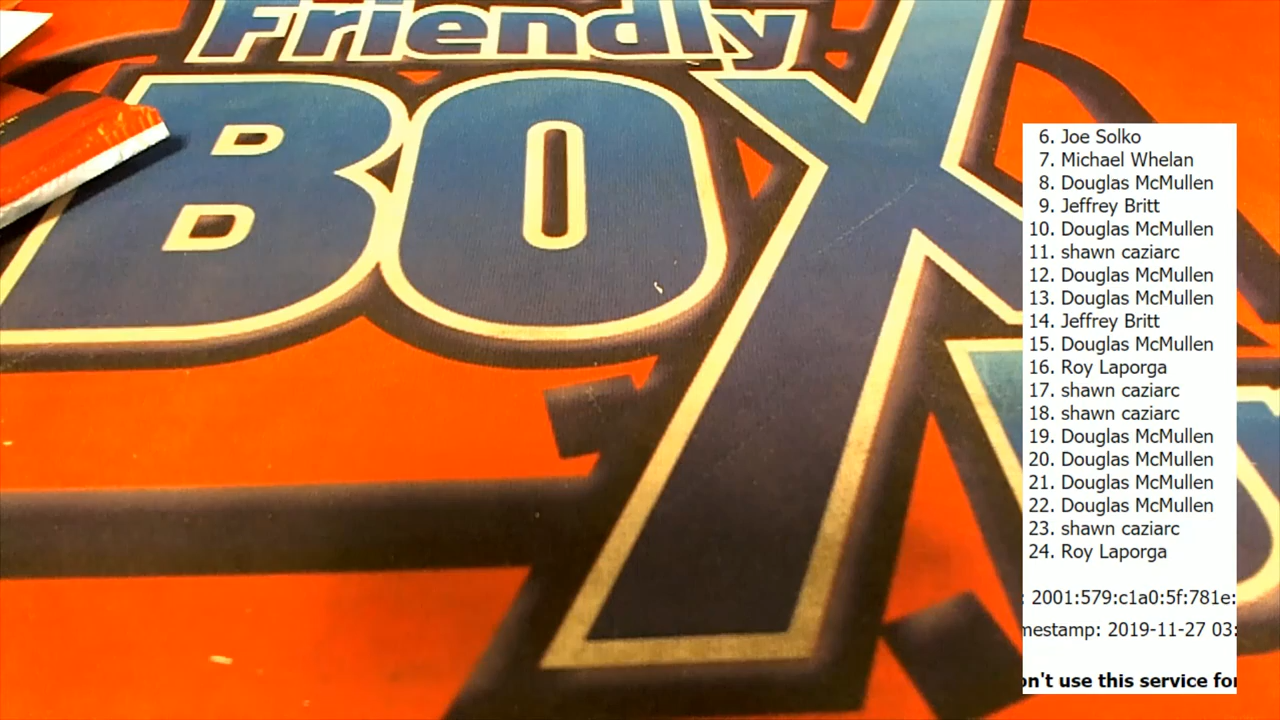 Friendly
BOX
6. Joe Solko
7. Michael Whelan
8. Douglas McMullen
9. Jeffrey Britt
10. Douglas McMullen
11. shawn caziarc
12. Douglas McMullen
13. Douglas McMullen
14. Jeffrey Britt
15. Douglas McMullen
16. Roy Laporga
17. shawn caziarc
18. shawn caziarc
19. Douglas McMullen
20. Douglas McMullen
21. Douglas McMullen
22. Douglas McMullen
23. shawn caziarc
24. Roy Laporga
: 2001:579:c1a0:5f:781e:
mestamp: 2019-11-27 03:
on't use this service for